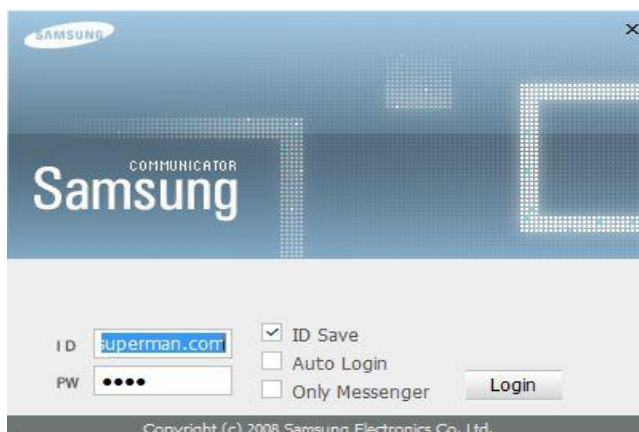 SAMSUNG
COMMUNICATOR
Samsung
ID superman.com
ID Save
Auto Login
PW ••••
Only Messenger
Login
Copyright (c) 2008 Samsung Electronics Co. Ltd.